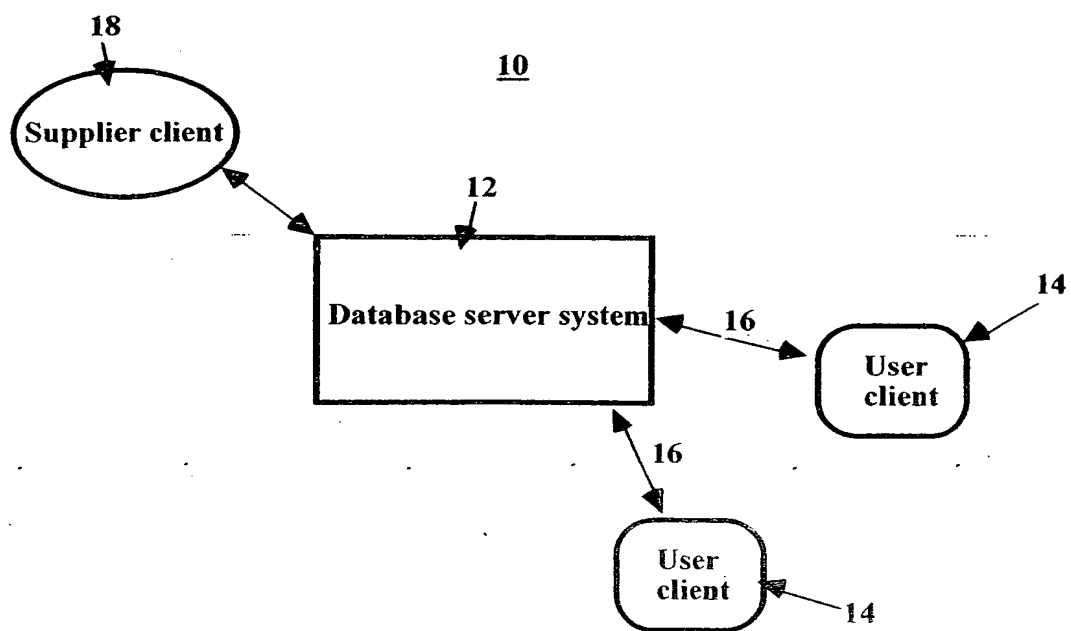 18
10
Supplier client
12
Database server system
16
14
User
client
16
User
client
14